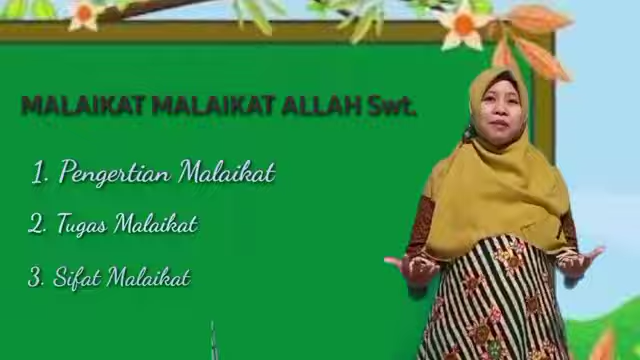 MALAIKAT MALAIKAT ALLAH Swt.
1. Pengertian Malaikat
2. Tugas Malaikat
3. Sifat Malaikat